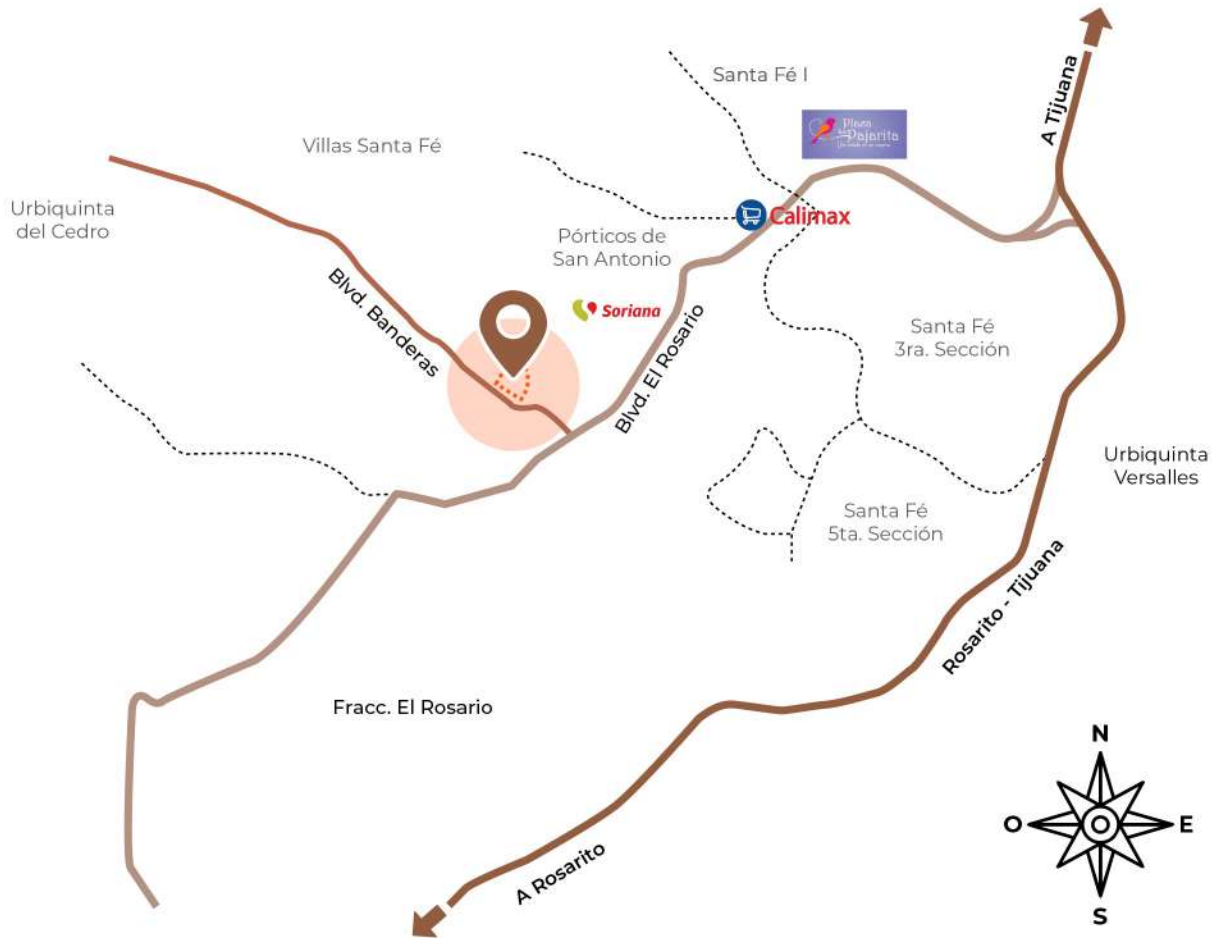 Santa Fé I
A Tijuana
Plaza
La Pajarita
Villas Santa Fé
Urbiquinta
del Cedro
Calimax
Pórticos de
San Antonio
Blvd. Banderas
Soriana
Blvd. El Rosario
Santa Fé
3ra. Sección
Urbiquinta
Versalles
Santa Fé
5ta. Sección
Rosarito - Tijuana
Fracc. El Rosario
A Rosarito
N
O
E
S